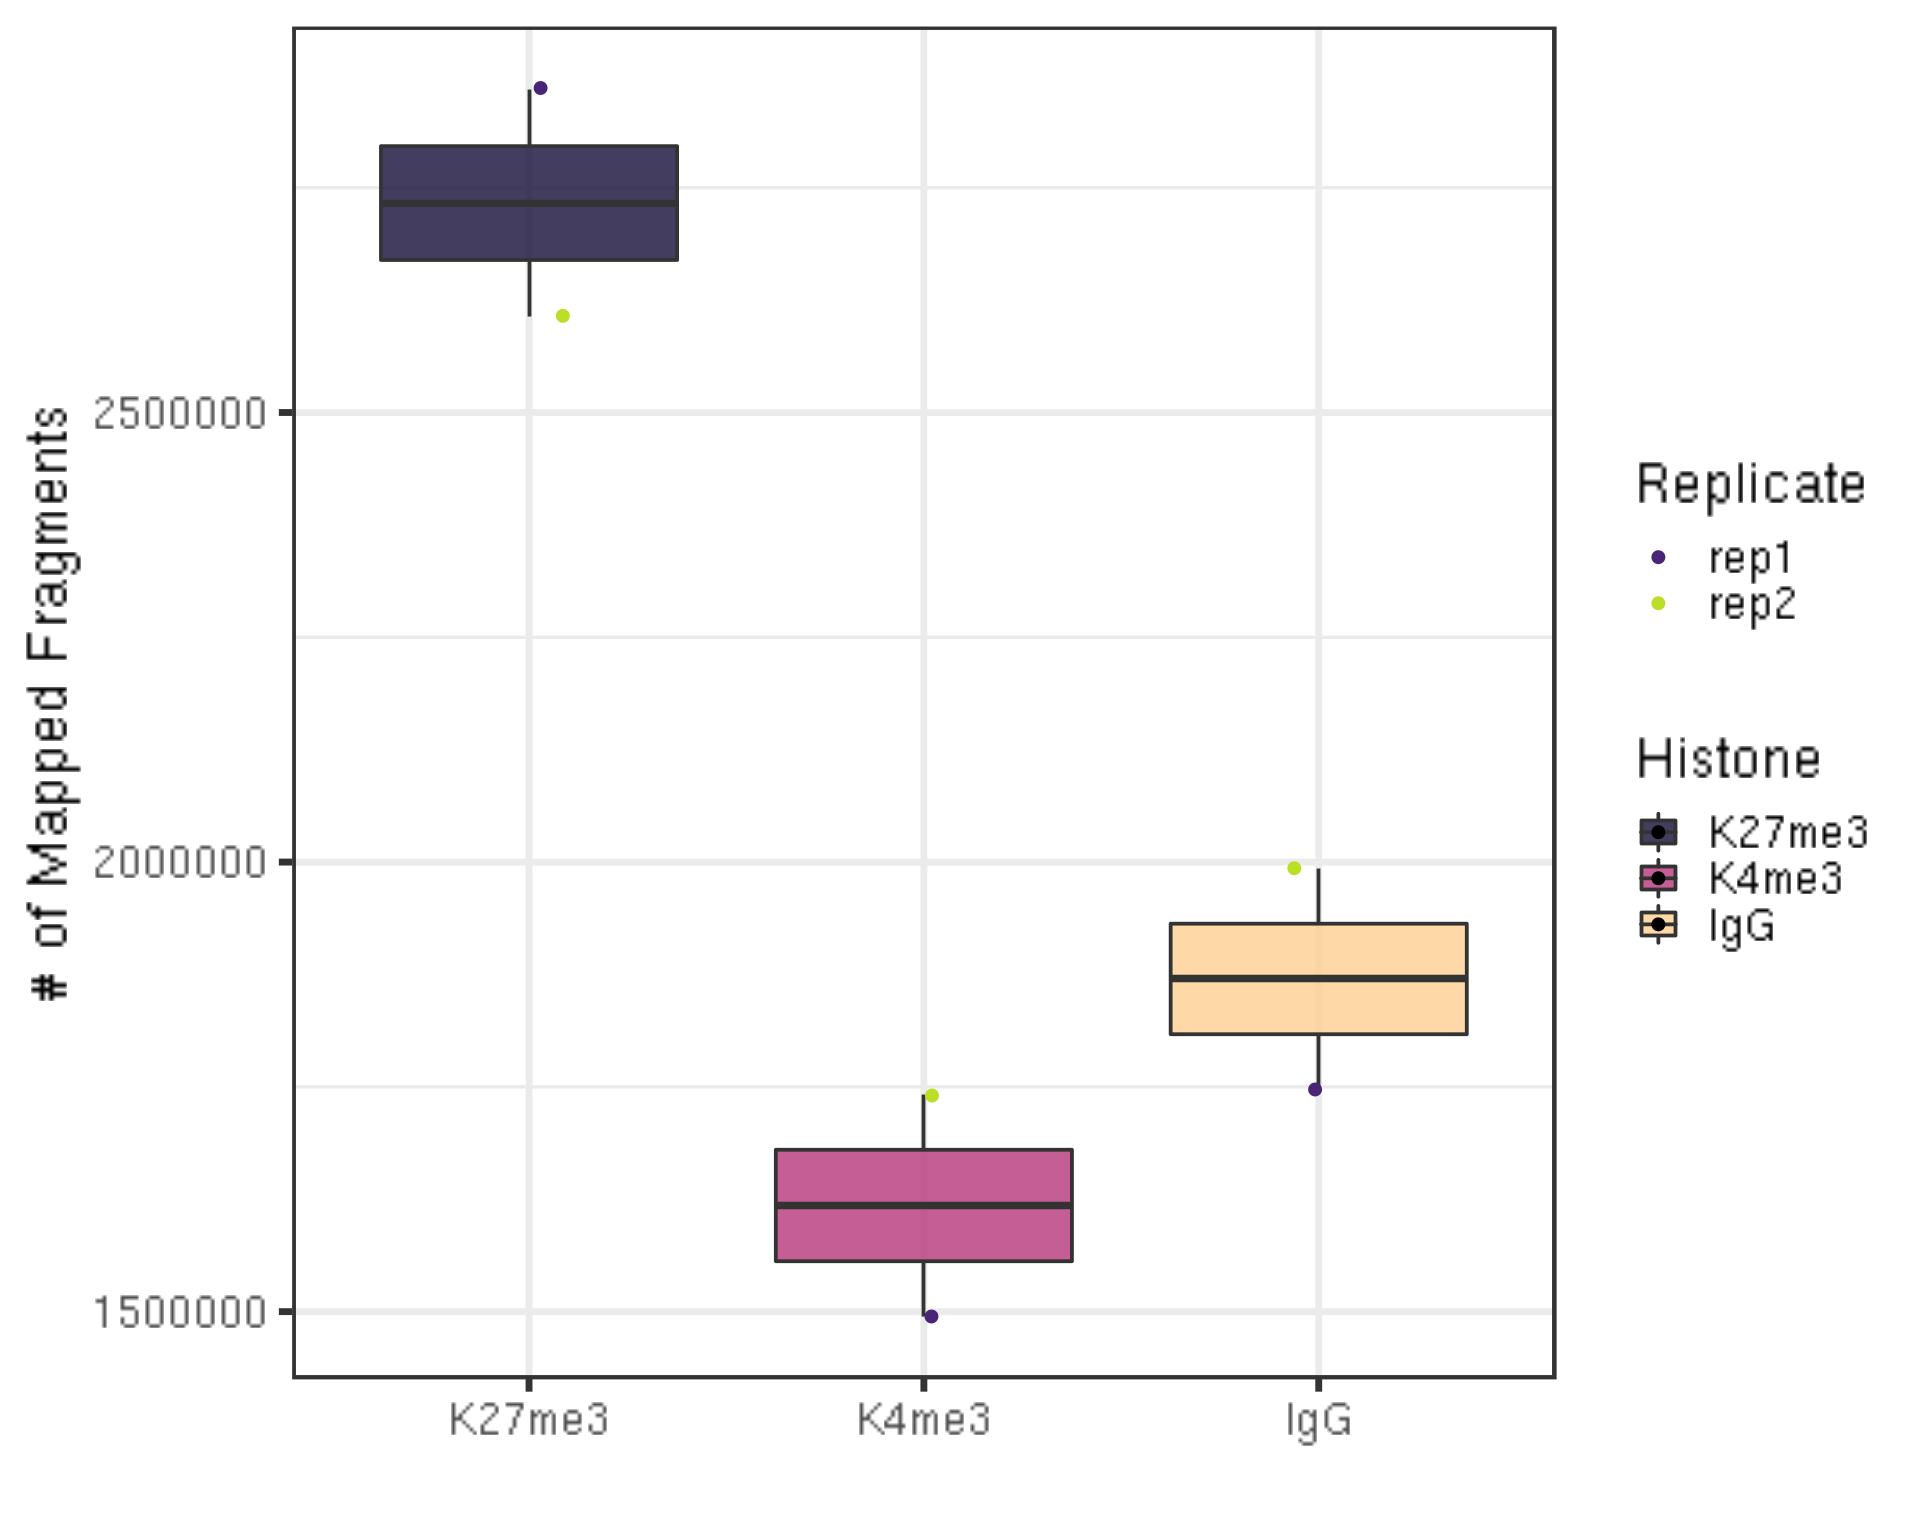 # of Mapped Fragments
2500000
2000000
1500000
K27me3
K4me3
IgG
Replicate
rep1
rep2
Histone
K27me3
K4me3
IgG